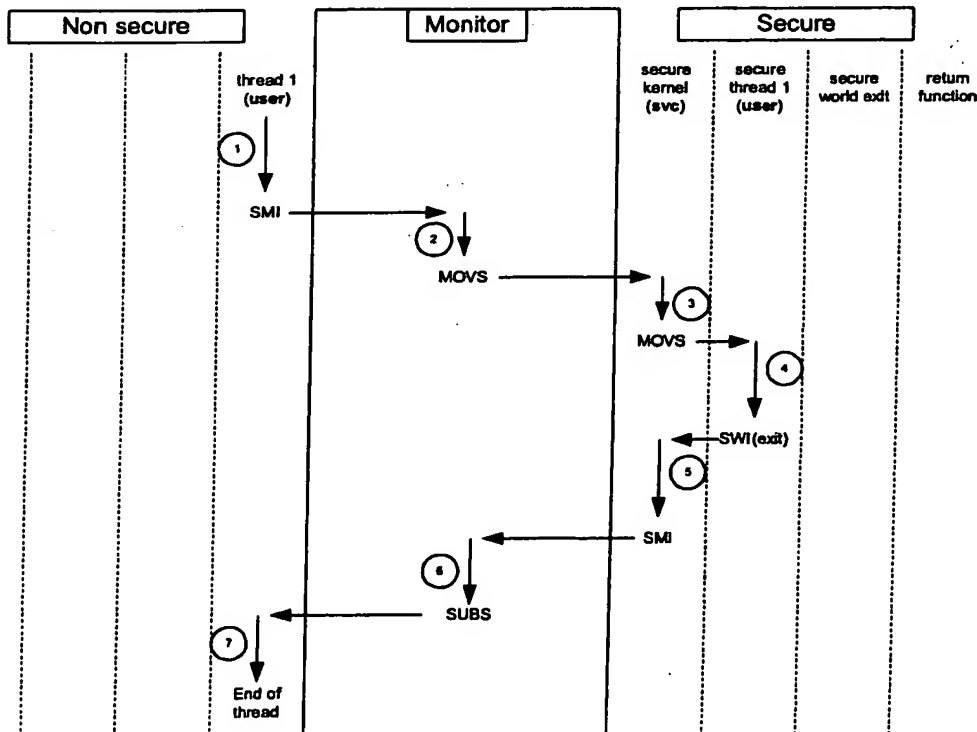 Non secure
Monitor
Secure
thread 1
(user)
secure
kernel
(svc)
secure
thread 1
(user)
secure
world exit
return
function
1
SMI
2
MOVS
3
MOVS
4
SWI(exit)
5
SMI
6
SUBS
7
End of
thread